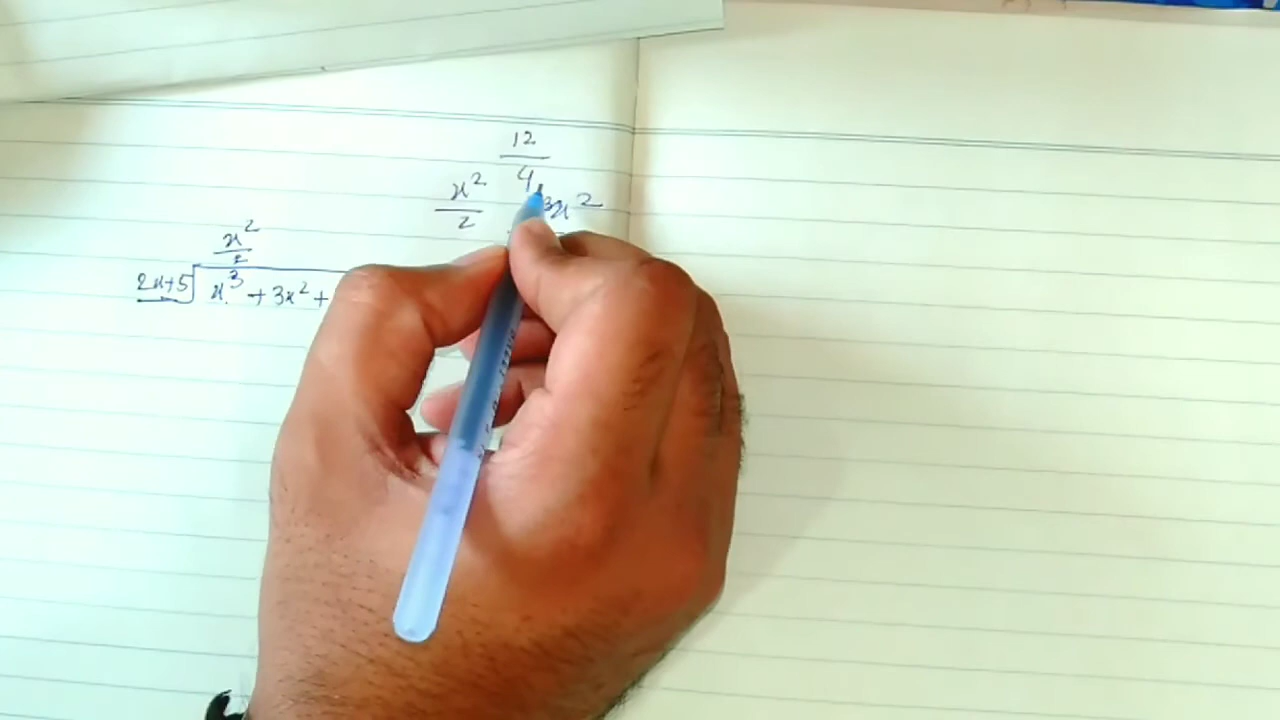 12
4
x²
2
3x²
x²
2
2x+5 x³ + 3x² +